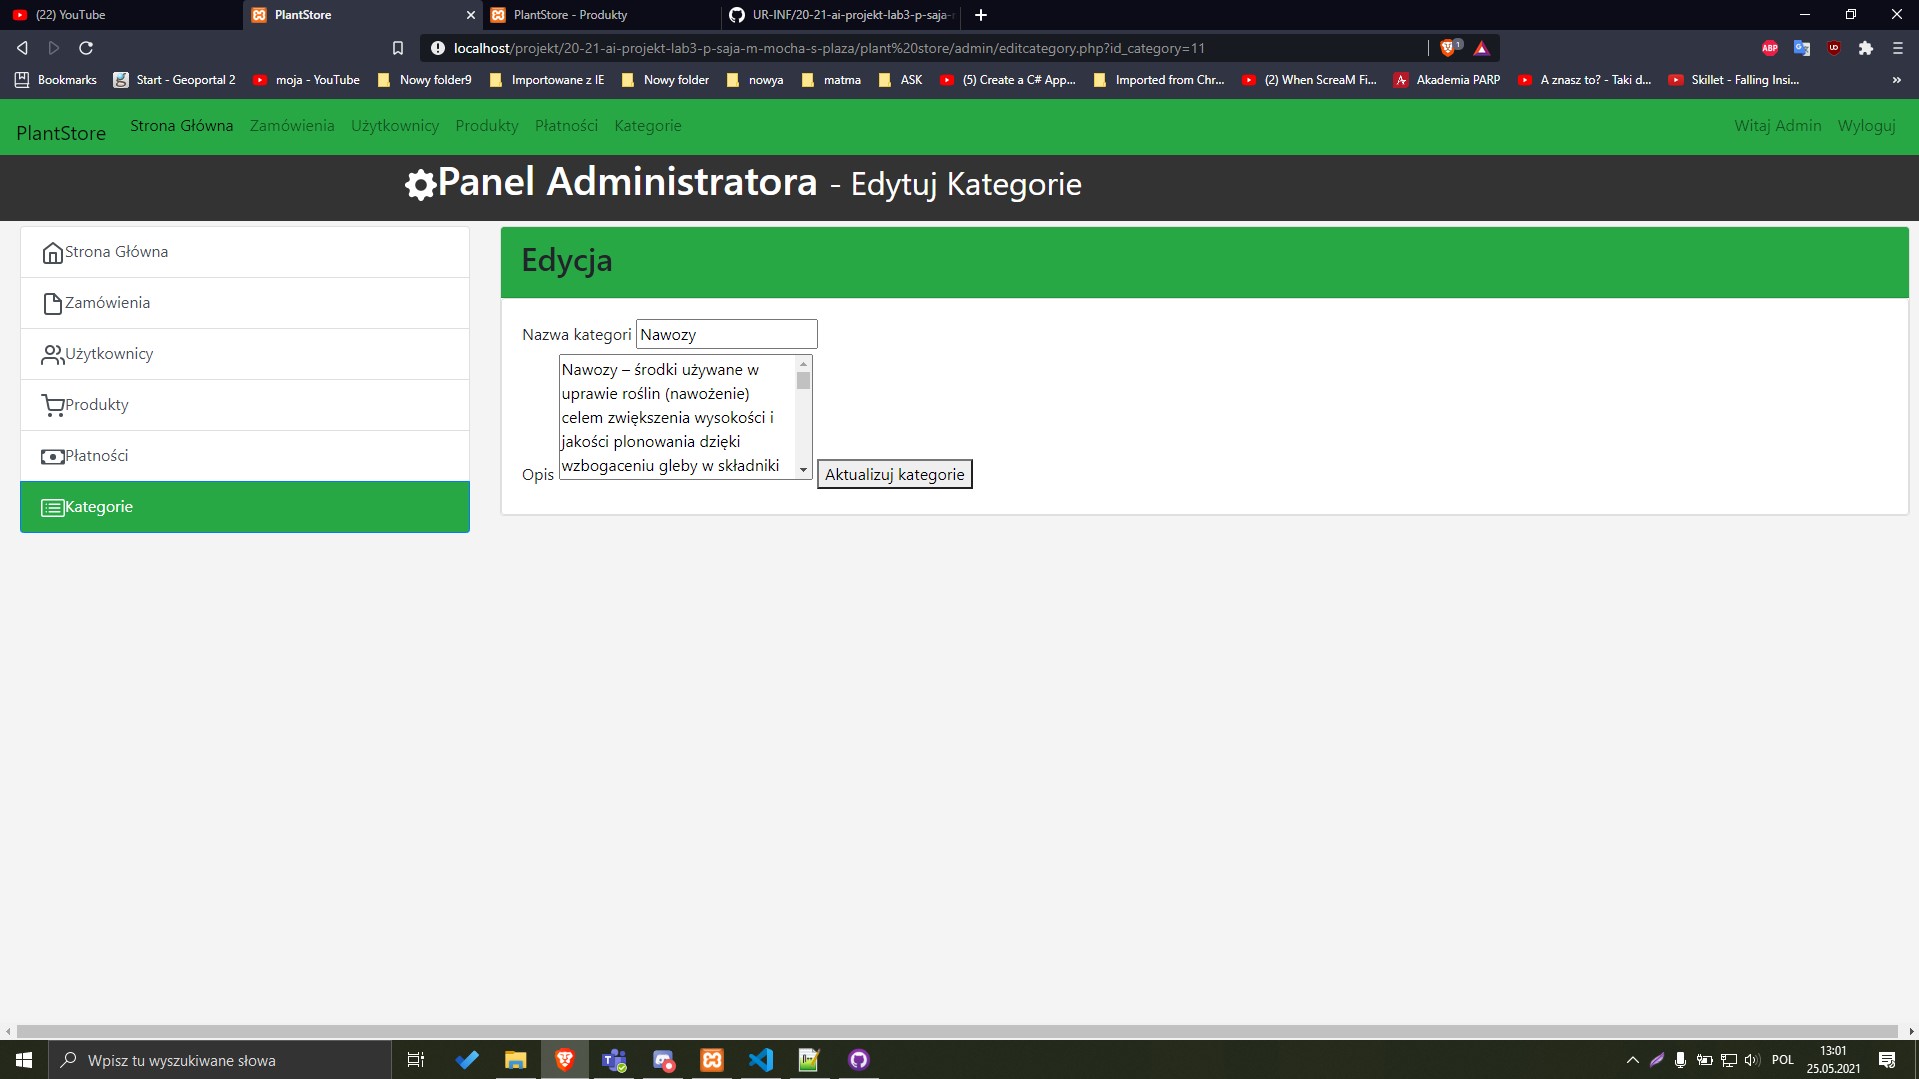 (22) YouTube
PlantStore
PlantStore - Produkty
UR-INF/20-21-ai-projekt-lab3-p-saja-
localhost/projekt/20-21-ai-projekt-lab3-p-saja-m-mocha-s-plaza/plant%20store/admin/editcategory.php?id_category=11
1
ABP
Bookmarks
Start - Geoportal 2
moja - YouTube
Nowy folder9
Importowane z IE
Nowy folder
nowya
matma
ASK
(5) Create a C# App...
Imported from Chr...
(2) When ScreaM Fi...
Akademia PARP
A znasz to? - Taki d...
Skillet - Falling Insi...
»
PlantStore
Strona Główna
Zamówienia
Użytkownicy
Produkty
Płatności
Kategorie
Witaj Admin
Wyloguj
Panel Administratora - Edytuj Kategorie
Strona Główna
Zamówienia
Użytkownicy
Produkty
Płatności
Kategorie
Edycja
Nazwa kategori
Nawozy
Nawozy – środki używane w
uprawie roślin (nawożenie)
celem zwiększenia wysokości i
jakości plonowania dzięki
wzbogaceniu gleby w składniki
Opis
Aktualizuj kategorie
Wpisz tu wyszukiwane słowa
POL
13:01
25.05.2021